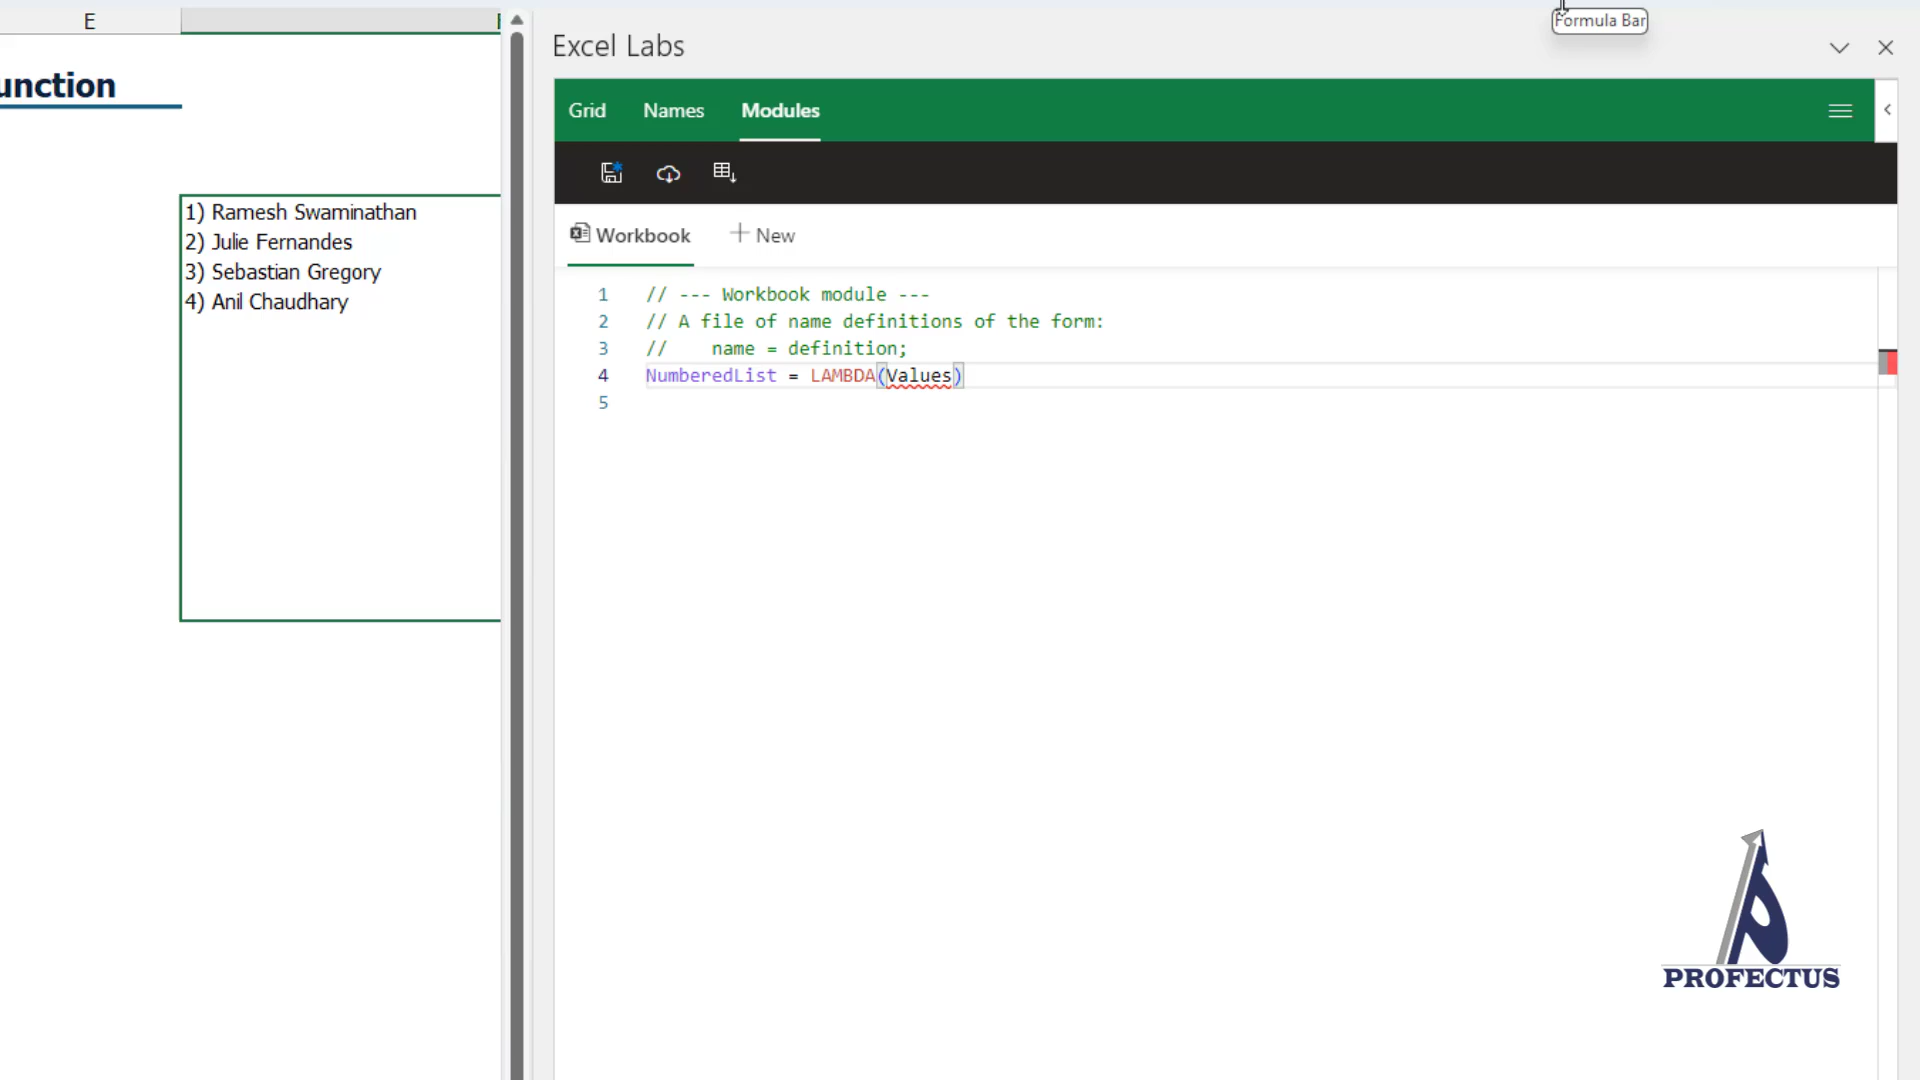 E
unction
1) Ramesh Swaminathan
2) Julie Fernandes
3) Sebastian Gregory
4) Anil Chaudhary
Formula Bar
Excel Labs
Grid Names Modules
Workbook New
1 // --- Workbook module ---
2 // A file of name definitions of the form:
3 // name = definition;
4 NumberedList = LAMBDA(Values)
5
PROFECTUS